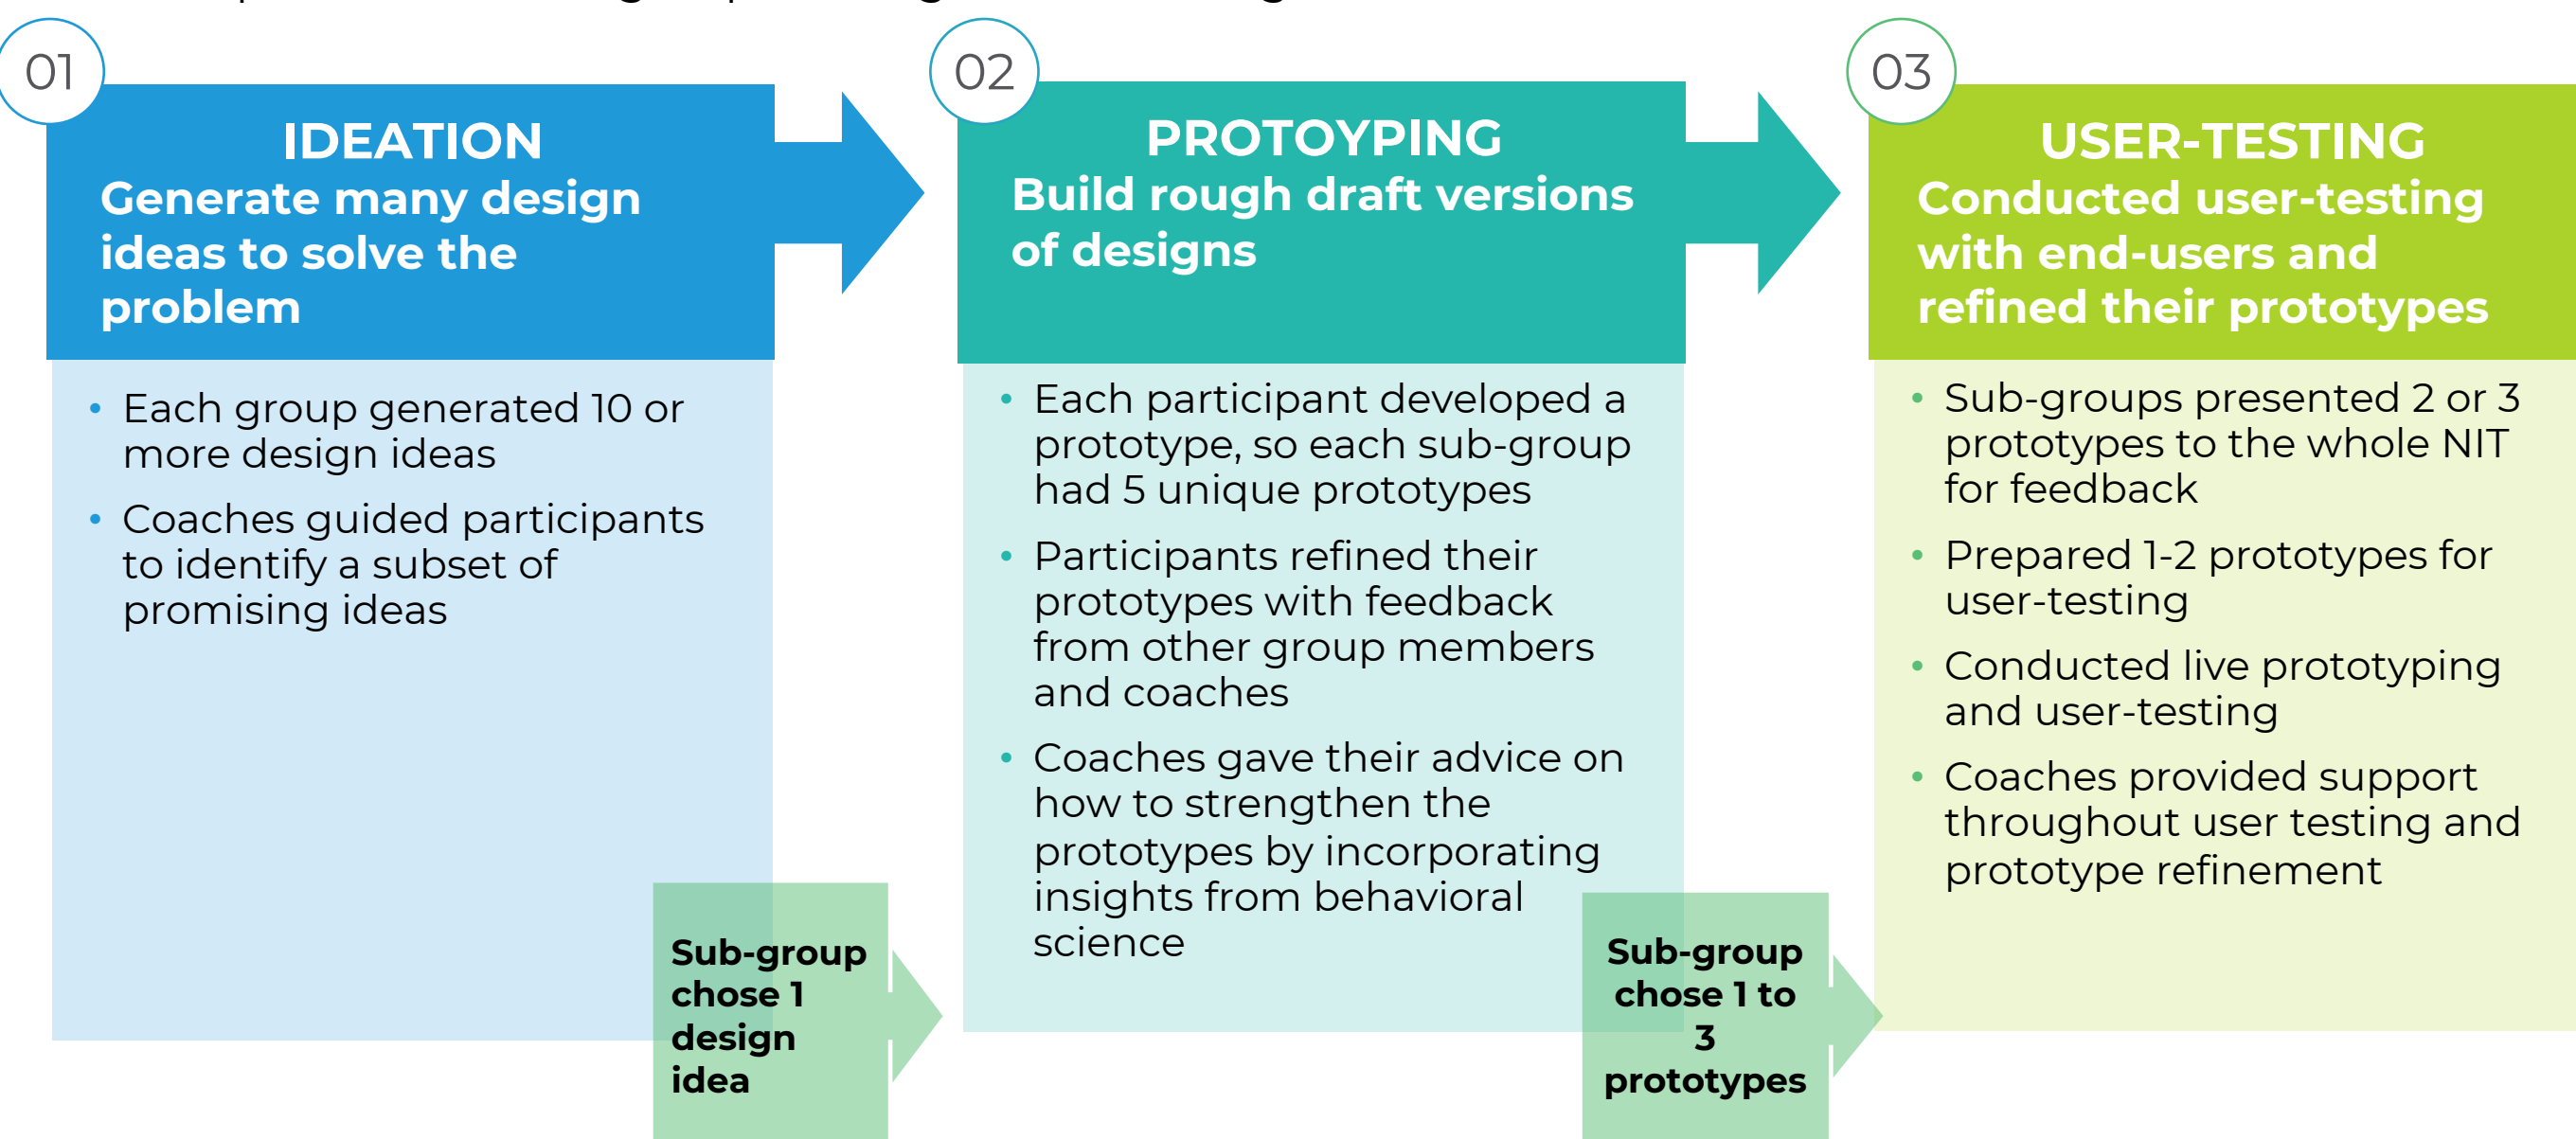 01
IDEATION
Generate many design
ideas to solve the
problem
• Each group generated 10 or
more design ideas
• Coaches guided participants
to identify a subset of
promising ideas
Sub-group
chose 1
design
idea
02
PROTOYPING
Build rough draft versions
of designs
• Each participant developed a
prototype, so each sub-group
had 5 unique prototypes
• Participants refined their
prototypes with feedback
from other group members
and coaches
• Coaches gave their advice on
how to strengthen the
prototypes by incorporating
insights from behavioral
science
Sub-group
chose 1 to
3
prototypes
03
USER-TESTING
Conducted user-testing
with end-users and
refined their prototypes
• Sub-groups presented 2 or 3
prototypes to the whole NIT
for feedback
• Prepared 1-2 prototypes for
user-testing
• Conducted live prototyping
and user-testing
• Coaches provided support
throughout user testing and
prototype refinement